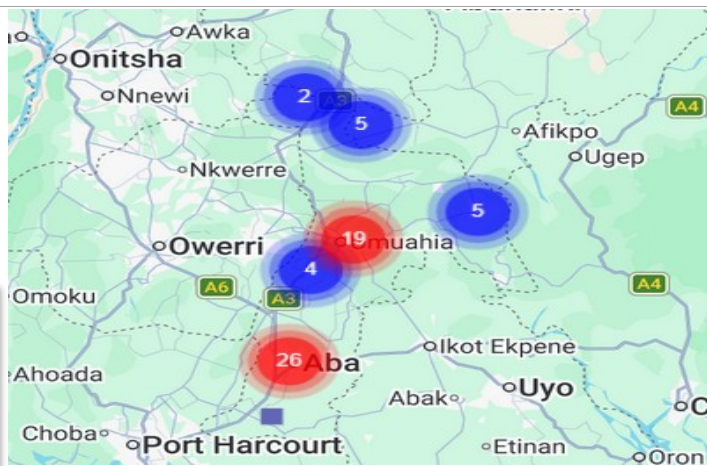 Awka
Onitsha
Nnewi
2
A3
5
A4
Afikpo
Ugep
Nkwerre
5
19
Umuahia
Owerri
4
A6
A3
A4
Omoku
26
Aba
Ikot Ekpene
Ahoada
Uyo
Abak
Choba
Port Harcourt
Etinan
Oron